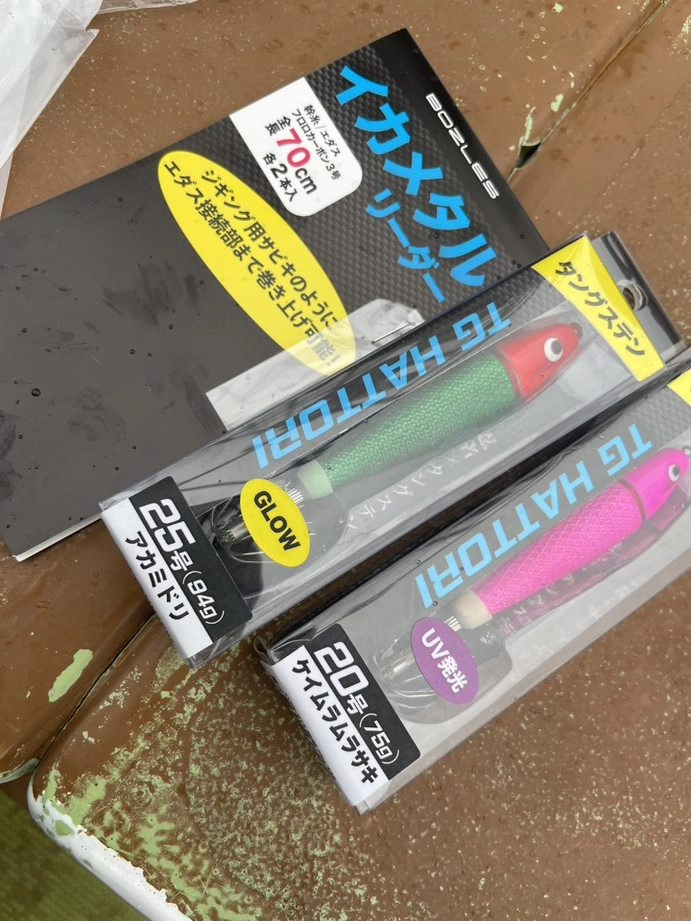 BOZLES
イカメタル
リーダー
幹糸/エダス
フロロカーボン3号
全長70cm
各2本入
ジギング用サビキのように
エダス接続部まで巻き上げ可能!
タングステン
TG HATTORI
GLOW
25号(94g)
アカミドリ
TG HATTORI
UV発光
20号(75g)
ケイムラムラサキ